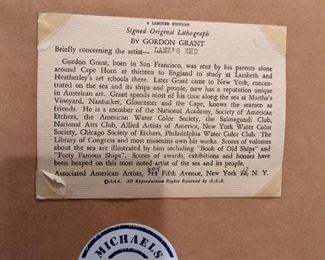 A LIMITED EDITION
Signed Original Lithograph
BY GORDON GRANT
Briefly concerning the artist— LAND'S END
Gordon Grant, born in San Francisco, was sent by his parents alone
around Cape Horn at thirteen to England to study at Lambeth and
Heatherley's art schools there. Later Grant came to New York, concen-
trated on the sea and its ships and people, now has a reputation unique
in American art. Grant spends most of his time along the sea at Martha's
Vineyard, Nantucket, Gloucester and the Cape, knows the seamen as
friends. He is a member of the National Academy, Society of American
Etchers, the American Water Color Society, the Salmagundi Club,
National Arts Club, Allied Artists of America, New York Water Color
Society, Chicago Society of Etchers, Philadelphia Water Color Club. The
Library of Congress and most museums own his works. Scores of volumes
about the sea are illustrated by him including "Book of Old Ships" and
"Forty Famous Ships". Scores of awards, exhibitions and honors have
been heaped on this most noted artist of the sea and its people.
Associated American Artists, Fifth Avenue, New York N. Y.
©AAA. All Reproduction Rights Reserved by A.A.A.
MICHAELS